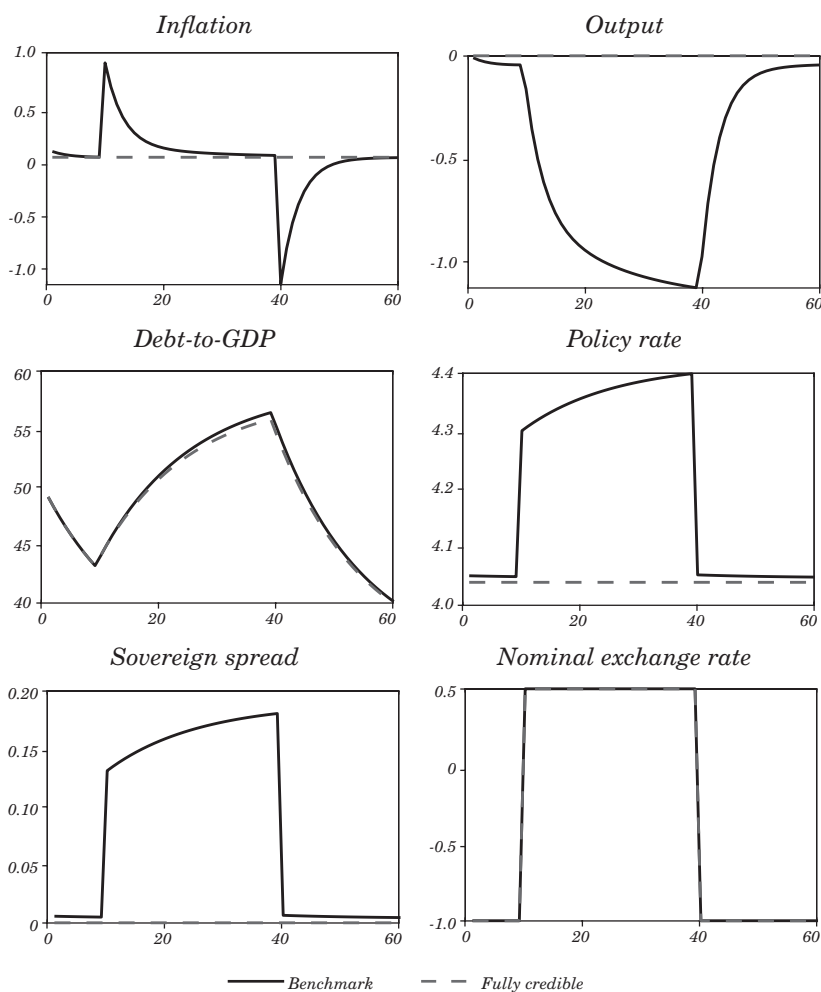 Inflation Output
1.0
0.5
0
-0.5
-1.0
0 20 40 60
0
-0.5
-1.0
0 20 40 60
Debt-to-GDP Policy rate
60
55
50
45
40
0 20 40 60
4.4
4.3
4.2
4.1
4.0
0 20 40 60
Sovereign spread Nominal exchange rate
0.20
0.15
0.10
0.05
0
0 20 40 60
0.5
0
-0.5
-1.0
0 20 40 60
Benchmark Fully credible